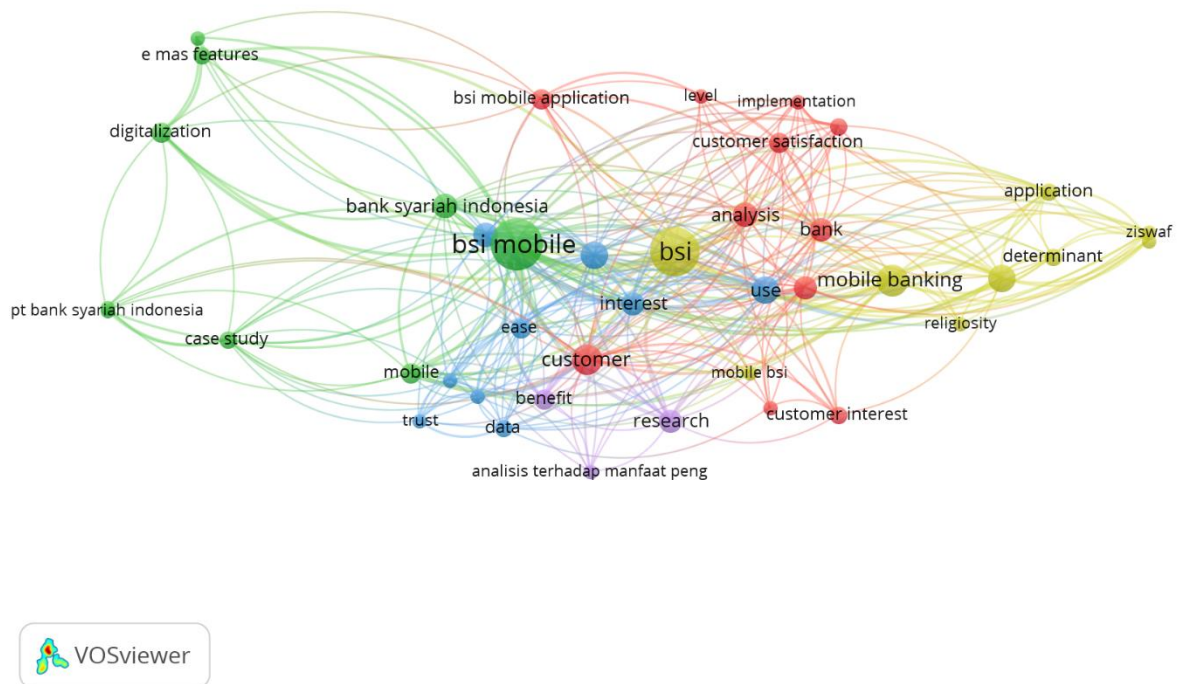 e mas features
bsi mobile application
level
implementation
digitalization
customer satisfaction
application
bank syariah indonesia
analysis
bank
ziswaf
bsi mobile
bsi
determinant
mobile banking
use
interest
pt bank syariah indonesia
religiosity
ease
case study
customer
mobile
mobile bsi
benefit
customer interest
trust
data
research
analisis terhadap manfaat peng
VOSviewer